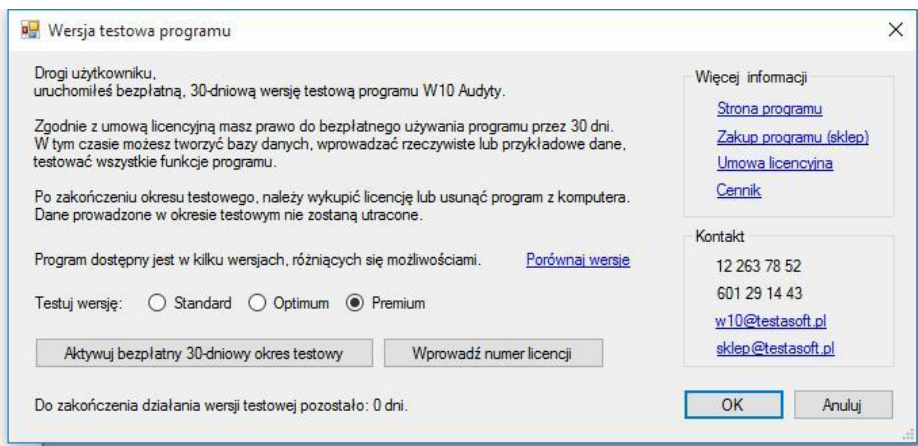 Wersja testowa programu
Drogi użytkowniku,
uruchomiłeś bezpłatną, 30-dniową wersję testową programu W10 Audyty.
Zgodnie z umową licencyjną masz prawo do bezpłatnego używania programu przez 30 dni.
W tym czasie możesz tworzyć bazy danych, wprowadzać rzeczywiste lub przykładowe dane,
testować wszystkie funkcje programu.
Po zakończeniu okresu testowego, należy wykupić licencję lub usunąć program z komputera.
Dane prowadzone w okresie testowym nie zostaną utracone.
Program dostępny jest w kilku wersjach, różniących się możliwościami. Porównaj wersje
Testuj wersję: Standard Optimum Premium
Aktywuj bezpłatny 30-dniowy okres testowy Wprowadź numer licencji
Do zakończenia działania wersji testowej pozostało: 0 dni.
Więcej informacji
Strona programu
Zakup programu (sklep)
Umowa licencyjna
Cennik
Kontakt
12 263 78 52
601 29 14 43
w10@testasoft.pl
sklep@testasoft.pl
OK Anuluj